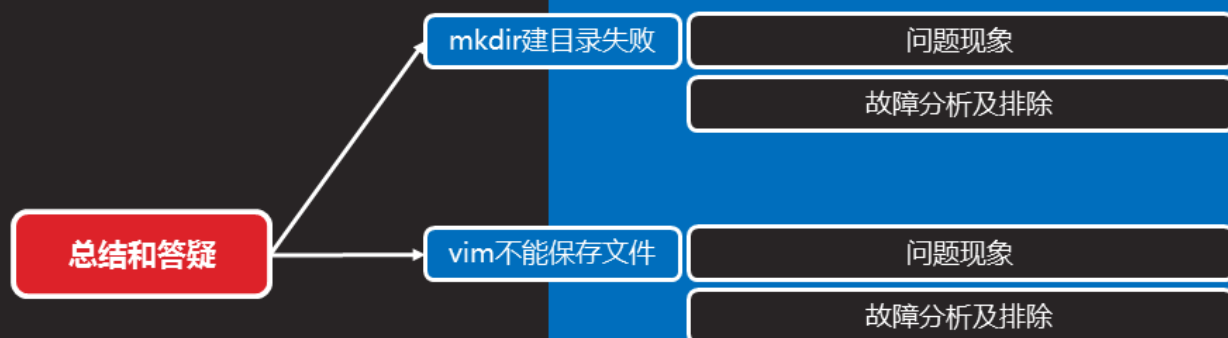 mkdir建目录失败
问题现象
故障分析及排除
总结和答疑
vim不能保存文件
问题现象
故障分析及排除